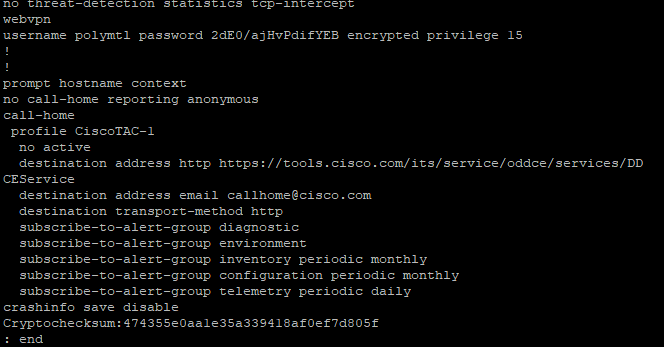 no threat-detection statistics tcp-intercept
webvpn
username polymtl password 2dE0/ajHvPdifYEB encrypted privilege 15
!
!
prompt hostname context
no call-home reporting anonymous
call-home
 profile CiscoTAC-1
  no active
  destination address http https://tools.cisco.com/its/service/oddce/services/DD
CEService
  destination address email callhome@cisco.com
  destination transport-method http
  subscribe-to-alert-group diagnostic
  subscribe-to-alert-group environment
  subscribe-to-alert-group inventory periodic monthly
  subscribe-to-alert-group configuration periodic monthly
  subscribe-to-alert-group telemetry periodic daily
crashinfo save disable
Cryptochecksum:474355e0aa1e35a339418af0ef7d805f
: end